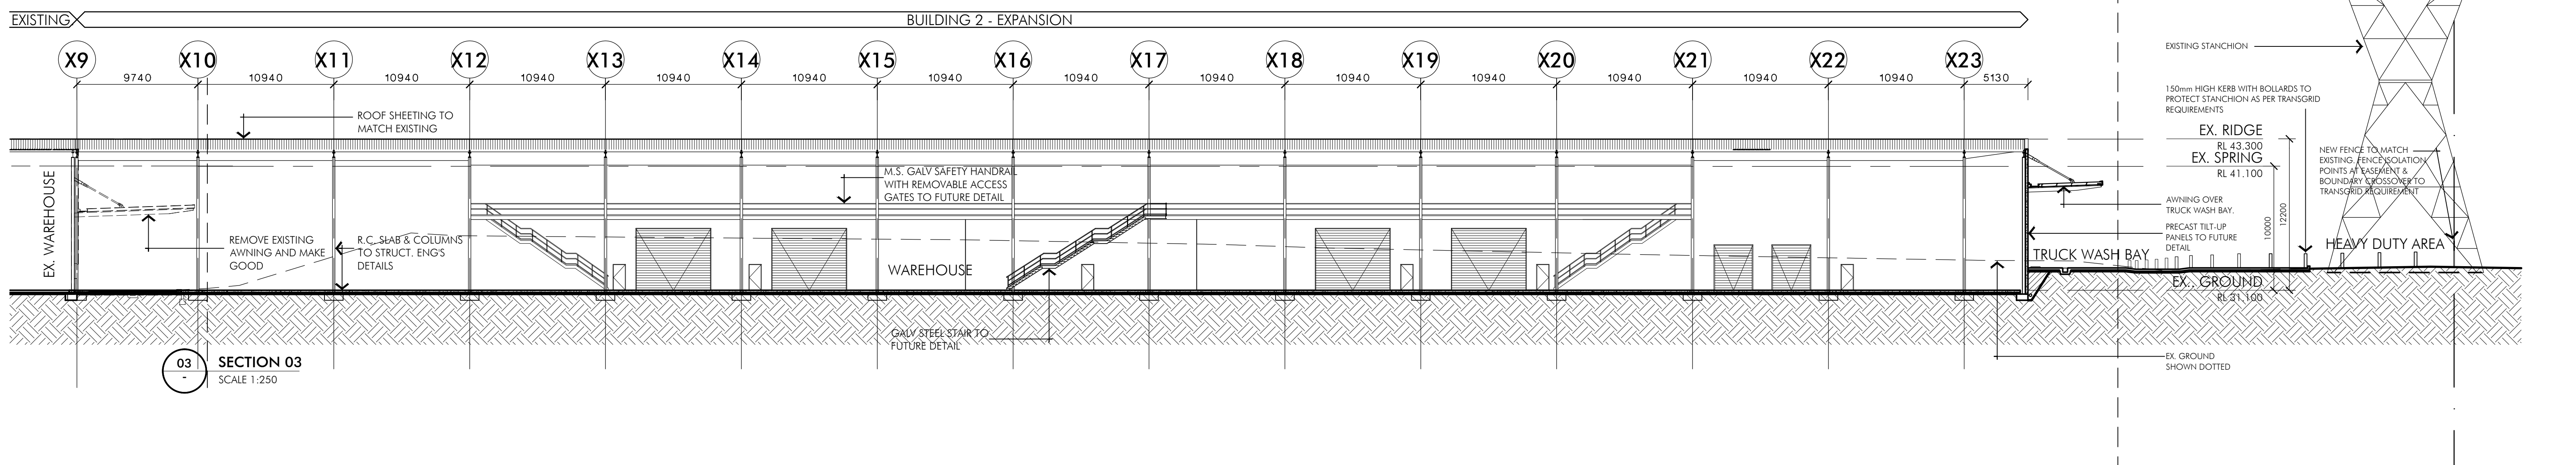 EXISTING
BUILDING 2 - EXPANSION
X9
X10
X11
X12
X13
X14
X15
X16
X17
X18
X19
X20
X21
X22
X23
9740
10940
10940
10940
10940
10940
10940
10940
10940
10940
10940
10940
10940
10940
5130
EXISTING STANCHION
150mm HIGH KERB WITH BOLLARDS TO
PROTECT STANCHION AS PER TRANSGRID
REQUIREMENTS
ROOF SHEETING TO
MATCH EXISTING
EX. RIDGE
RL 43.300
EX. SPRING
RL 41.100
NEW FENCE TO MATCH
EXISTING. FENCE ISOLATION
POINTS AT EASEMENT &
BOUNDARY CROSSOVER TO
TRANSGRID REQUIREMENT
M.S. GALV SAFETY HANDRAIL
WITH REMOVABLE ACCESS
GATES TO FUTURE DETAIL
EX. WAREHOUSE
AWNING OVER
TRUCK WASH BAY.
PRECAST TILT-UP
PANELS TO FUTURE
DETAIL
10000
12200
REMOVE EXISTING
AWNING AND MAKE
GOOD
R.C. SLAB & COLUMNS
TO STRUCT. ENG'S
DETAILS
WAREHOUSE
TRUCK WASH BAY
HEAVY DUTY AREA
EX.. GROUND
RL 31.100
GALV STEEL STAIR TO
FUTURE DETAIL
EX. GROUND
SHOWN DOTTED
03
-
SECTION 03
SCALE 1:250